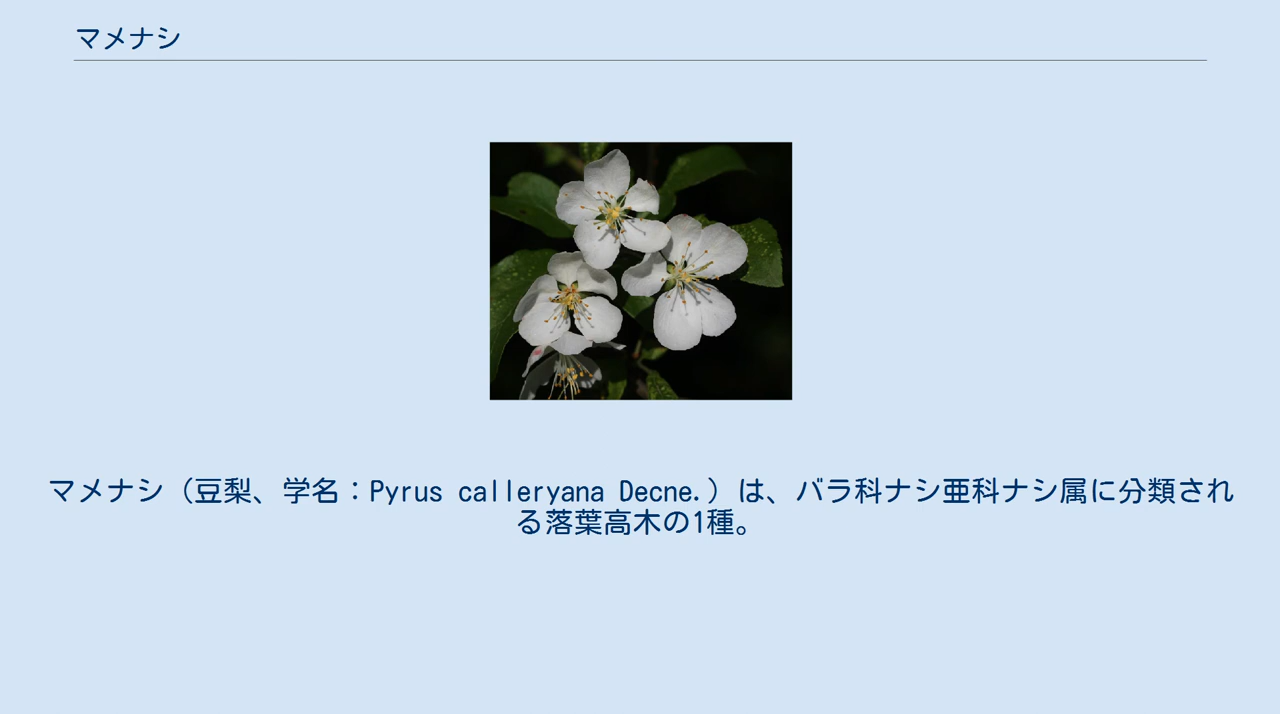 マメナシ
マメナシ（豆梨、学名：Pyrus calleryana Decne.）は、バラ科ナシ亜科ナシ属に分類され
る落葉高木の1種。